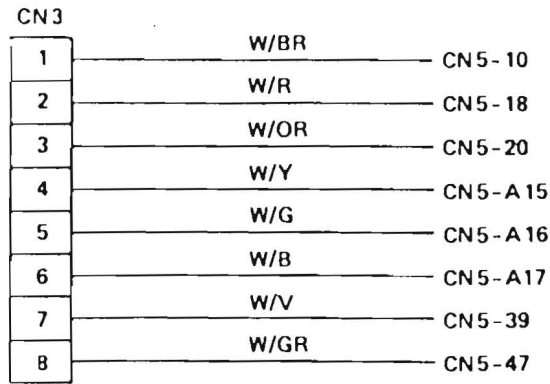 CN3
1 W/BR CN5-10
2 W/R CN5-18
3 W/OR CN5-20
4 W/Y CN5-A15
5 W/G CN5-A16
6 W/B CN5-A17
7 W/V CN5-39
8 W/GR CN5-47